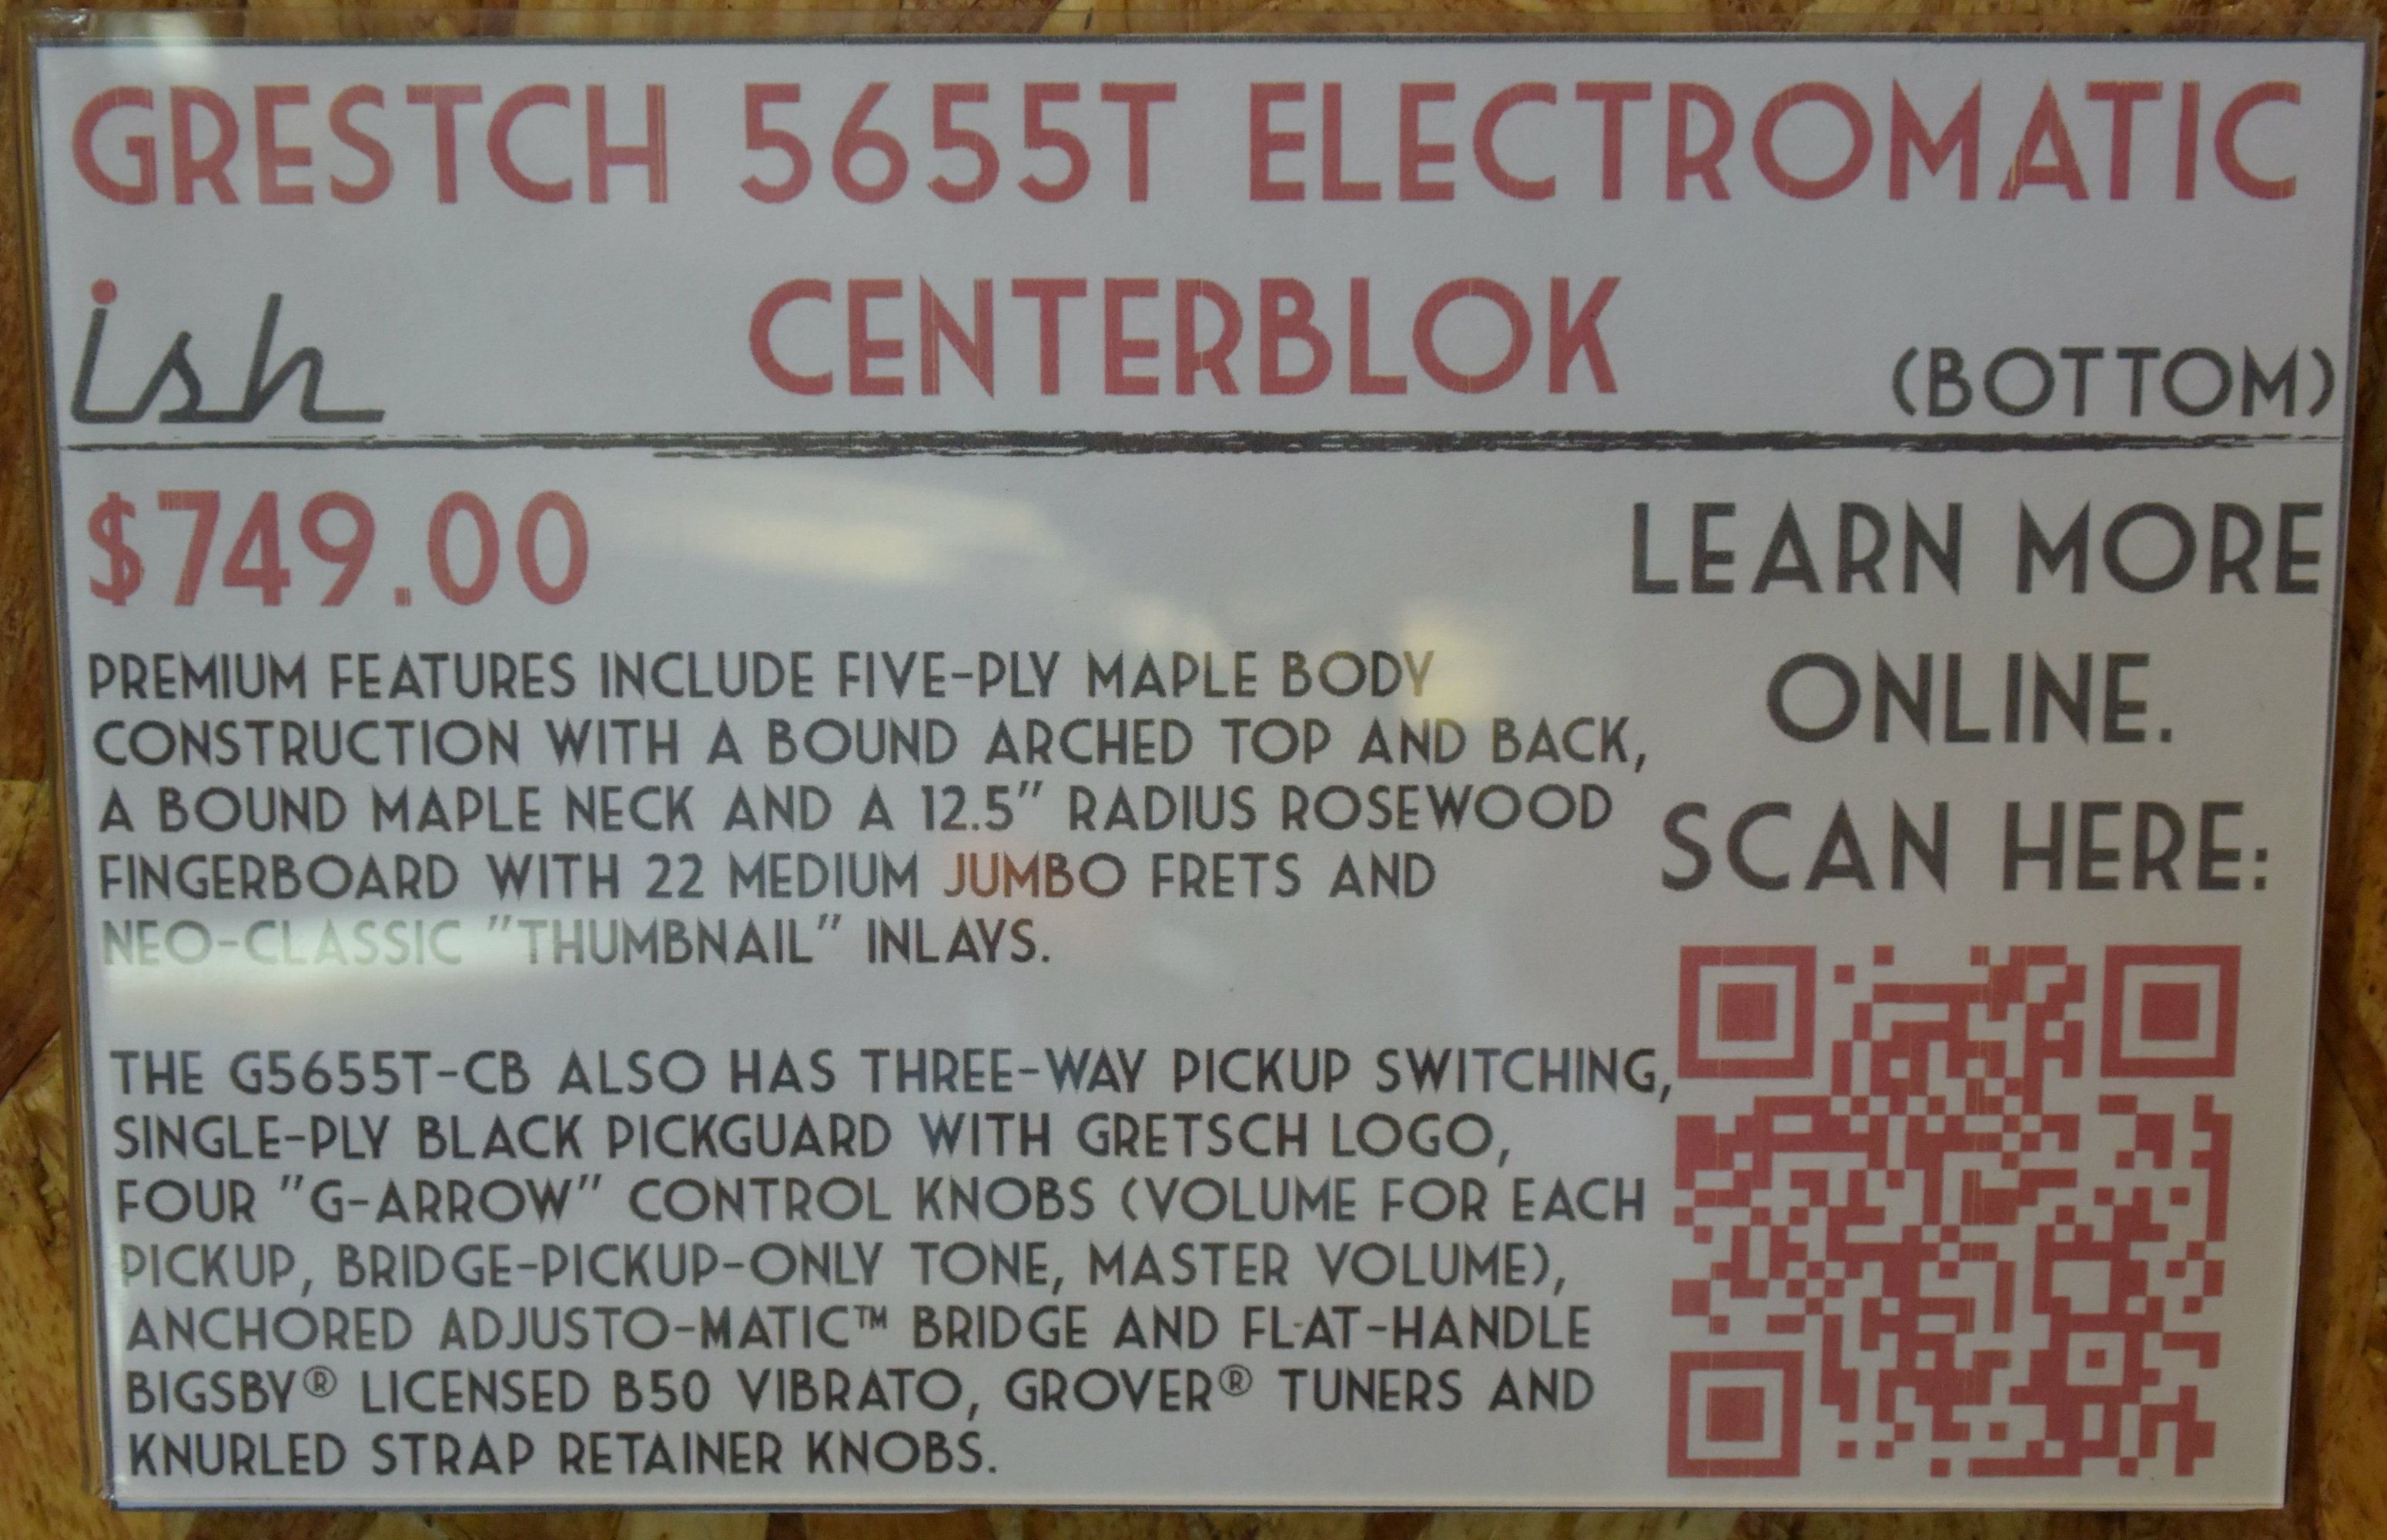 GRESTCH 5655T ELECTROMATIC
ish CENTERBLOK (BOTTOM)
$749.00
LEARN MORE
ONLINE.
SCAN HERE:
PREMIUM FEATURES INCLUDE FIVE-PLY MAPLE BODY
CONSTRUCTION WITH A BOUND ARCHED TOP AND BACK,
A BOUND MAPLE NECK AND A 12.5" RADIUS ROSEWOOD
FINGERBOARD WITH 22 MEDIUM JUMBO FRETS AND
NEO-CLASSIC "THUMBNAIL" INLAYS.
THE G5655T-CB ALSO HAS THREE-WAY PICKUP SWITCHING,
SINGLE-PLY BLACK PICKGUARD WITH GRETSCH LOGO,
FOUR "G-ARROW" CONTROL KNOBS (VOLUME FOR EACH
PICKUP, BRIDGE-PICKUP-ONLY TONE, MASTER VOLUME),
ANCHORED ADJUSTO-MATIC™ BRIDGE AND FLAT-HANDLE
BIGSBY® LICENSED B50 VIBRATO, GROVER® TUNERS AND
KNURLED STRAP RETAINER KNOBS.